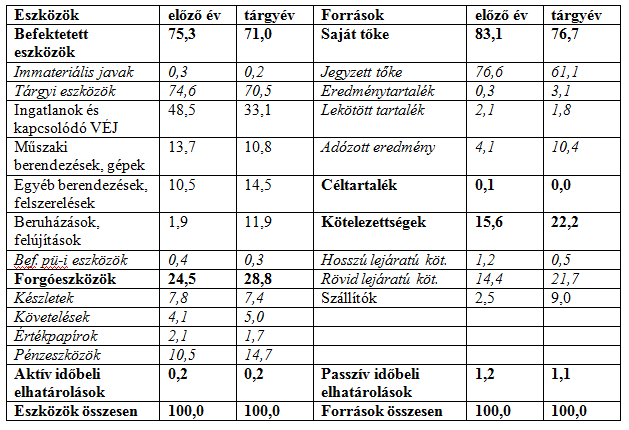 Eszközök előző év tárgyév Források előző év tárgyév
Befektetett 75,3 71,0 Saját tőke 83,1 76,7
eszközök
Immateriális javak 0,3 0,2 Jegyzett tőke 76,6 61,1
Tárgyi eszközök 74,6 70,5 Eredménytartalék 0,3 3,1
Ingatlanok és 48,5 33,1 Lekötött tartalék 2,1 1,8
kapcsolódó VÉJ
Műszaki 13,7 10,8 Adózott eredmény 4,1 10,4
berendezések, gépek
Egyéb berendezések, 10,5 14,5 Céltartalék 0,1 0,0
felszerelések
Beruházások, 1,9 11,9 Kötelezettségek 15,6 22,2
felújítások
Bef. pü-i eszközök 0,4 0,3 Hosszú lejáratú köt. 1,2 0,5
Forgóeszközök 24,5 28,8 Rövid lejáratú köt. 14,4 21,7
Készletek 7,8 7,4 Szállítók 2,5 9,0
Követelések 4,1 5,0
Értékpapírok 2,1 1,7
Pénzeszközök 10,5 14,7
Aktív időbeli 0,2 0,2 Passzív időbeli 1,2 1,1
elhatárolások elhatárolások
Eszközök összesen 100,0 100,0 Források összesen 100,0 100,0